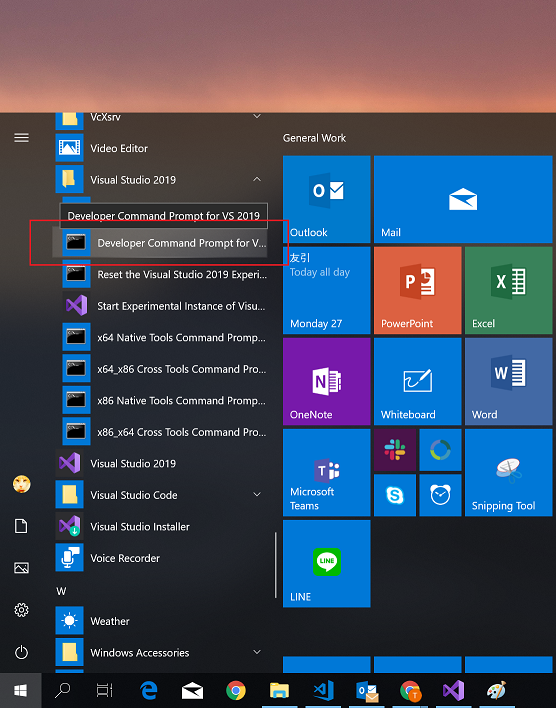 VcXsrv
Video Editor
Visual Studio 2019
Developer Command Prompt for VS 2019
Developer Command Prompt for V...
Reset the Visual Studio 2019 Experi...
Start Experimental Instance of Visu...
x64 Native Tools Command Promp...
x64_x86 Cross Tools Command Pro...
x86 Native Tools Command Promp...
x86_x64 Cross Tools Command Pro...
Visual Studio 2019
Visual Studio Code
Visual Studio Installer
Voice Recorder
W
Weather
Windows Accessories
General Work
Outlook
Mail
友引
Today all day
Monday 27
PowerPoint
Excel
OneNote
Whiteboard
Word
Microsoft
Teams
Snipping Tool
LINE
LINE